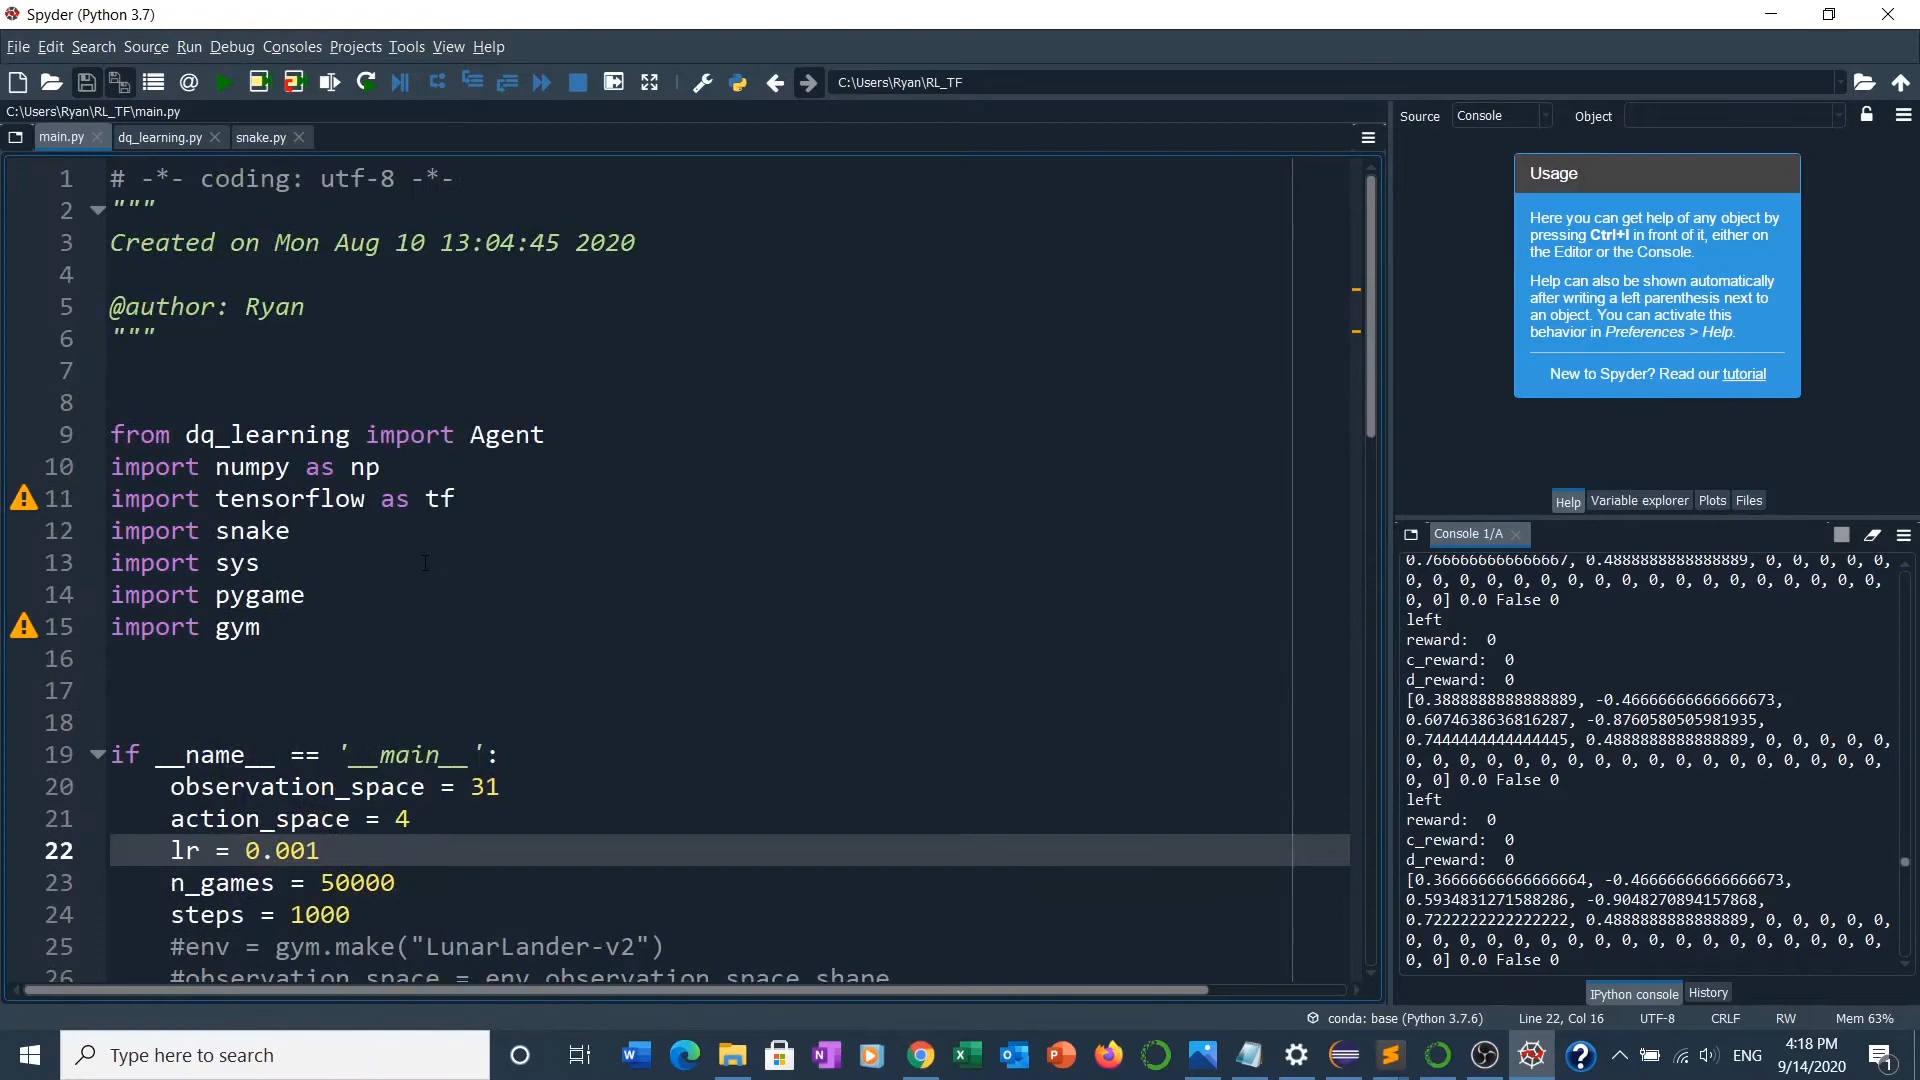 Spyder (Python 3.7)
File Edit Search Source Run Debug Consoles Projects Tools View Help
C:\Users\Ryan\RL_TF
C:\Users\Ryan\RL_TF\main.py
main.py dq_learning.py snake.py
1 # -*- coding: utf-8 -*-
2 """
3 Created on Mon Aug 10 13:04:45 2020
4
5 @author: Ryan
6 """
7
8
9 from dq_learning import Agent
10 import numpy as np
11 import tensorflow as tf
12 import snake
13 import sys
14 import pygame
15 import gym
16
17
18
19 if __name__ == '__main__':
20 observation_space = 31
21 action_space = 4
22 lr = 0.001
23 n_games = 50000
24 steps = 1000
25 #env = gym.make("LunarLander-v2")
26 #observation_space = env.observation_space.shape
Source Console Object
Usage
Here you can get help of any object by
pressing Ctrl+I in front of it, either on
the Editor or the Console.
Help can also be shown automatically
after writing a left parenthesis next to
an object. You can activate this
behavior in Preferences > Help.
New to Spyder? Read our tutorial
Help Variable explorer Plots Files
Console 1/A
0.7666666666666667, 0.4888888888888889, 0, 0, 0, 0, 0,
0, 0, 0, 0, 0, 0, 0, 0, 0, 0, 0, 0, 0, 0, 0, 0, 0,
0, 0] 0.0 False 0
left
reward: 0
c_reward: 0
d_reward: 0
[0.3888888888888889, -0.46666666666666673,
0.6074638636816287, -0.8760580505981935,
0.7444444444444445, 0.4888888888888889, 0, 0, 0, 0, 0,
0, 0, 0, 0, 0, 0, 0, 0, 0, 0, 0, 0, 0, 0, 0, 0, 0,
0, 0] 0.0 False 0
left
reward: 0
c_reward: 0
d_reward: 0
[0.36666666666666664, -0.46666666666666673,
0.5934831271588286, -0.9048270894157868,
0.7222222222222222, 0.4888888888888889, 0, 0, 0, 0, 0,
0, 0, 0, 0, 0, 0, 0, 0, 0, 0, 0, 0, 0, 0, 0, 0, 0,
0, 0] 0.0 False 0
IPython console History
conda: base (Python 3.7.6) Line 22, Col 16 UTF-8 CRLF RW Mem 63%
Type here to search
ENG
4:18 PM
9/14/2020
1